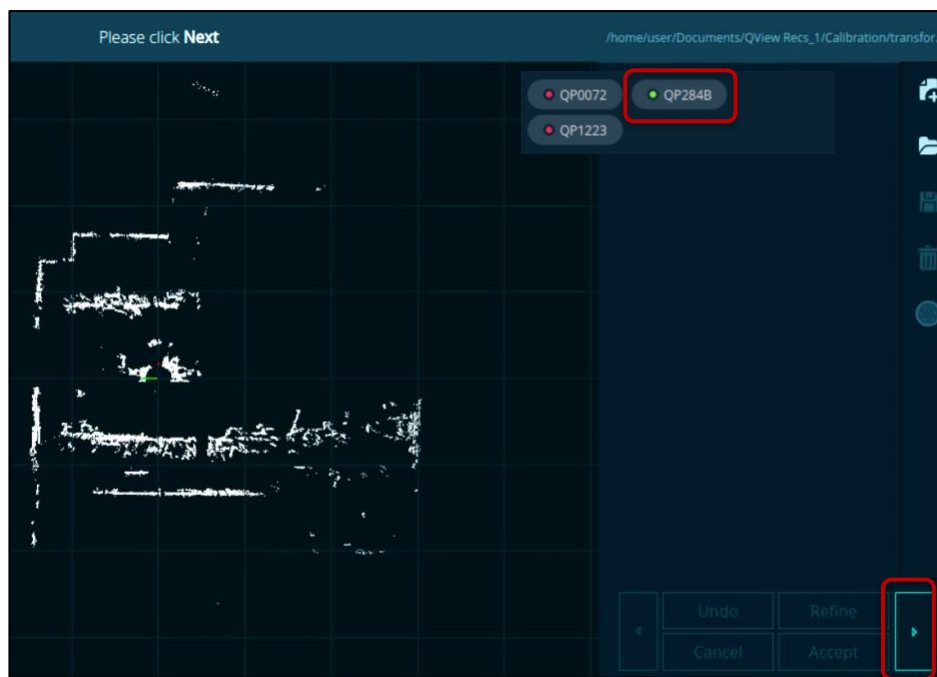 Please click Next
/home/user/Documents/QView Recs_1/Calibration/transfor.
QP0072
QP284B
QP1223
Undo
Refine
Cancel
Accept